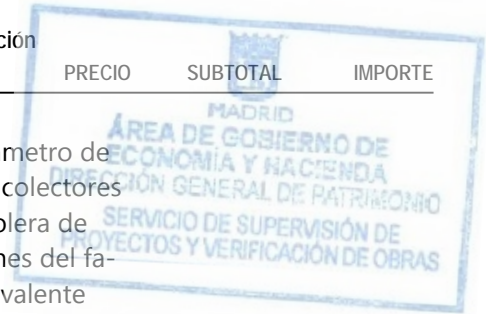 ción
PRECIO SUBTOTAL IMPORTE
MADRID
ÁREA DE GOBIERNO DE
ECONOMÍA Y HACIENDA
DIRECCIÓN GENERAL DE PATRIMONIO
SERVICIO DE SUPERVISIÓN DE
PROYECTOS Y VERIFICACIÓN DE OBRAS
metro de
colectores
olera de
nes del fa-
valente